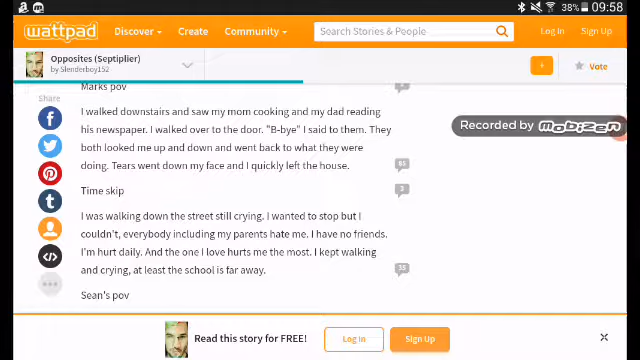 38% 09:58
wattpad Discover Create Community Search Stories & People Log In Sign Up
Opposites (Septiplier)
by Slenderboy152
+ Vote
Share
Marks pov
I walked downstairs and saw my mom cooking and my dad reading
his newspaper. I walked over to the door. "B-bye" I said to them. They
both looked me up and down and went back to what they were
doing. Tears went down my face and I quickly left the house.
65
Time skip
3
I was walking down the street still crying. I wanted to stop but I
couldn't, everybody including my parents hate me. I have no friends.
I'm hurt daily. And the one I love hurts me the most. I kept walking
and crying, at least the school is far away.
35
Sean's pov
Recorded by mobizen
Read this story for FREE! Log In Sign Up